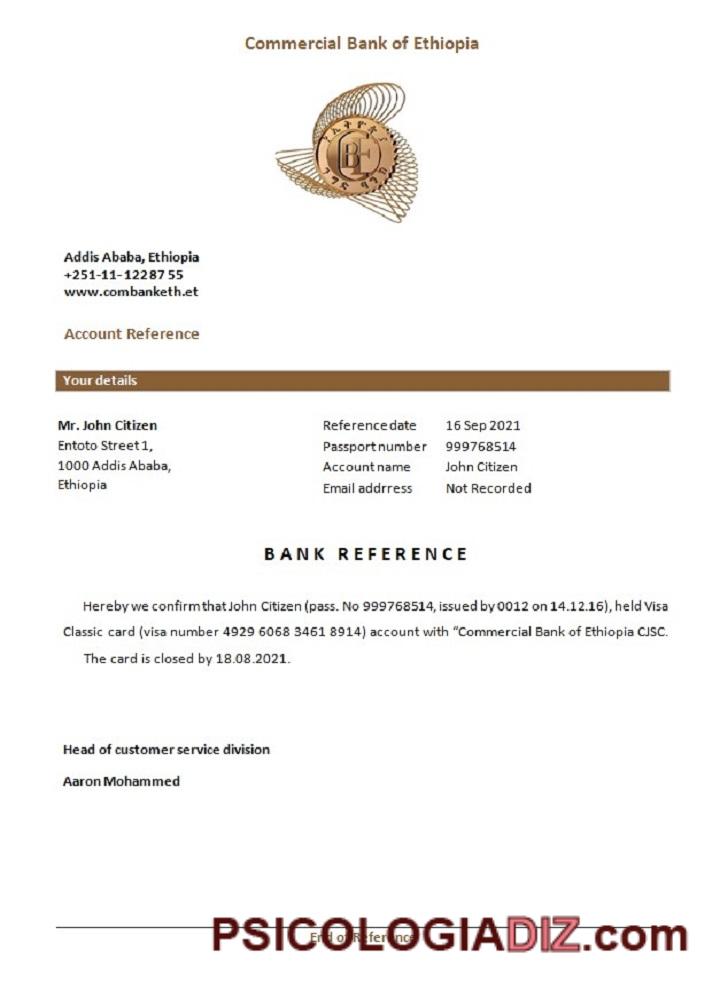 Commercial Bank of Ethiopia
CBE
Addis Ababa, Ethiopia
+251-11-12287 55
www.combanketh.et
Account Reference
Your details
Mr. John Citizen
Entoto Street 1,
1000 Addis Ababa,
Ethiopia
Reference date 16 Sep 2021
Passport number 999768514
Account name John Citizen
Email addrress Not Recorded
BANK REFERENCE
Hereby we confirm that John Citizen (pass. No 999768514, issued by 0012 on 14.12.16), held Visa
Classic card (visa number 4929 6068 3461 8914) account with “Commercial Bank of Ethiopia CJSC.
The card is closed by 18.08.2021.
Head of customer service division
Aaron Mohammed
End of Reference
PSICOLOGIADIZ.com